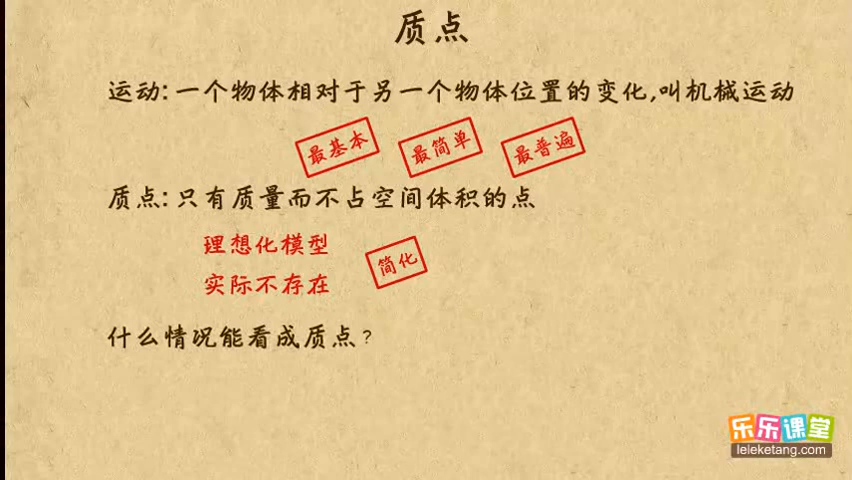 质点
运动:一个物体相对于另一个物体位置的变化,叫机械运动
最基本 最简单 最普遍
质点:只有质量而不占空间体积的点
理想化模型
简化
实际不存在
什么情况能看成质点?
乐乐课堂
leleketang.com